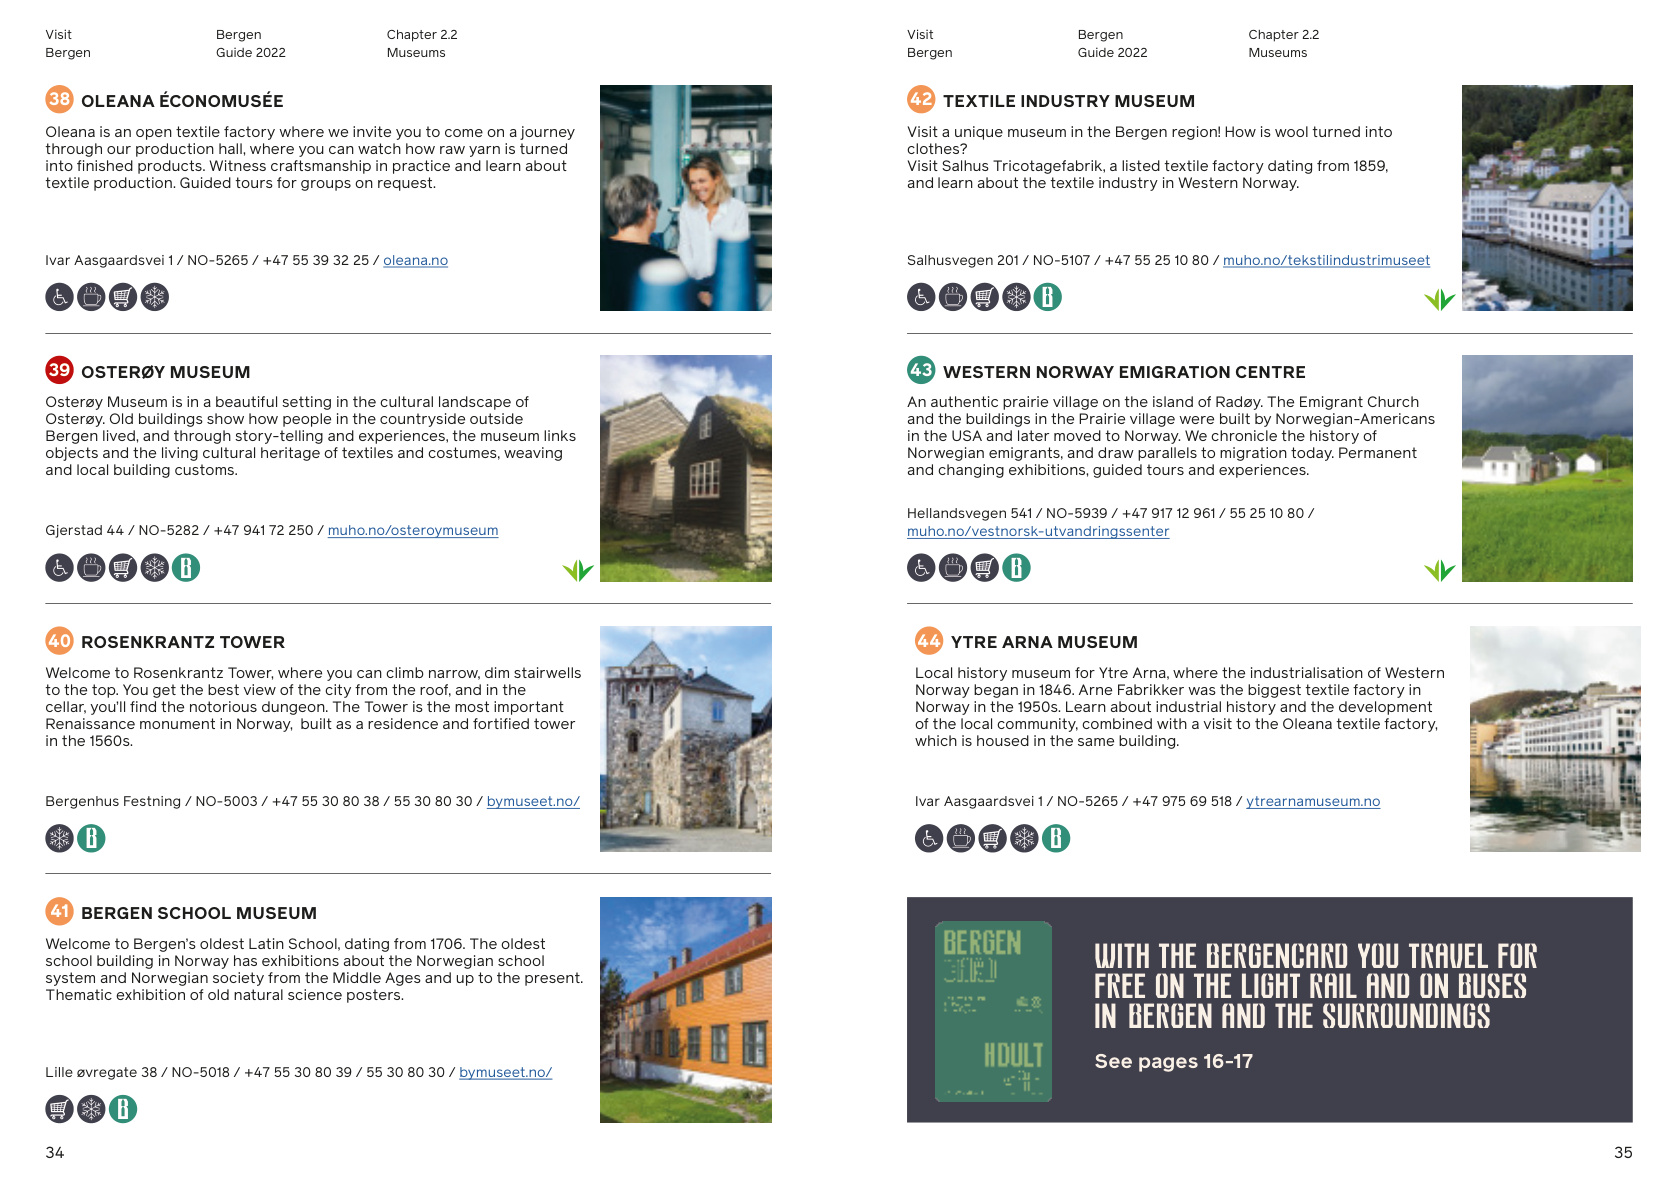 Visit
Bergen
Bergen
Guide 2022
Chapter 2.2
Museums
38 OLEANA ÉCONOMUSÉE
Oleana is an open textile factory where we invite you to come on a journey
through our production hall, where you can watch how raw yarn is turned
into finished products. Witness craftsmanship in practice and learn about
textile production. Guided tours for groups on request.
Ivar Aasgaardsvei 1 / NO-5265 / +47 55 39 32 25 / oleana.no
39 OSTERØY MUSEUM
Osterøy Museum is in a beautiful setting in the cultural landscape of
Osterøy. Old buildings show how people in the countryside outside
Bergen lived, and through story-telling and experiences, the museum links
objects and the living cultural heritage of textiles and costumes, weaving
and local building customs.
Gjerstad 44 / NO-5282 / +47 941 72 250 / muho.no/osteroymuseum
B
40 ROSENKRANTZ TOWER
Welcome to Rosenkrantz Tower, where you can climb narrow, dim stairwells
to the top. You get the best view of the city from the roof, and in the
cellar, you'll find the notorious dungeon. The Tower is the most important
Renaissance monument in Norway, built as a residence and fortified tower
in the 1560s.
Bergenhus Festning / NO-5003 / +47 55 30 80 38 / 55 30 80 30 / bymuseet.no/
B
41 BERGEN SCHOOL MUSEUM
Welcome to Bergen's oldest Latin School, dating from 1706. The oldest
school building in Norway has exhibitions about the Norwegian school
system and Norwegian society from the Middle Ages and up to the present.
Thematic exhibition of old natural science posters.
Lille øvregate 38 / NO-5018 / +47 55 30 80 39 / 55 30 80 30 / bymuseet.no/
B
34
Visit
Bergen
Bergen
Guide 2022
Chapter 2.2
Museums
42 TEXTILE INDUSTRY MUSEUM
Visit a unique museum in the Bergen region! How is wool turned into
clothes?
Visit Salhus Tricotagefabrik, a listed textile factory dating from 1859,
and learn about the textile industry in Western Norway.
Salhusvegen 201 / NO-5107 / +47 55 25 10 80 / muho.no/tekstilindustrimuseet
B
43 WESTERN NORWAY EMIGRATION CENTRE
An authentic prairie village on the island of Radøy. The Emigrant Church
and the buildings in the Prairie village were built by Norwegian-Americans
in the USA and later moved to Norway. We chronicle the history of
Norwegian emigrants, and draw parallels to migration today. Permanent
and changing exhibitions, guided tours and experiences.
Hellandsvegen 541 / NO-5939 / +47 917 12 961 / 55 25 10 80 /
muho.no/vestnorsk-utvandringssenter
B
44 YTRE ARNA MUSEUM
Local history museum for Ytre Arna, where the industrialisation of Western
Norway began in 1846. Arne Fabrikker was the biggest textile factory in
Norway in the 1950s. Learn about industrial history and the development
of the local community, combined with a visit to the Oleana textile factory,
which is housed in the same building.
Ivar Aasgaardsvei 1 / NO-5265 / +47 975 69 518 / ytrearnamuseum.no
B
BERGEN
WITH THE BERGENCARD YOU TRAVEL FOR
FREE ON THE LIGHT RAIL AND ON BUSES
IN BERGEN AND THE SURROUNDINGS
See pages 16-17
35